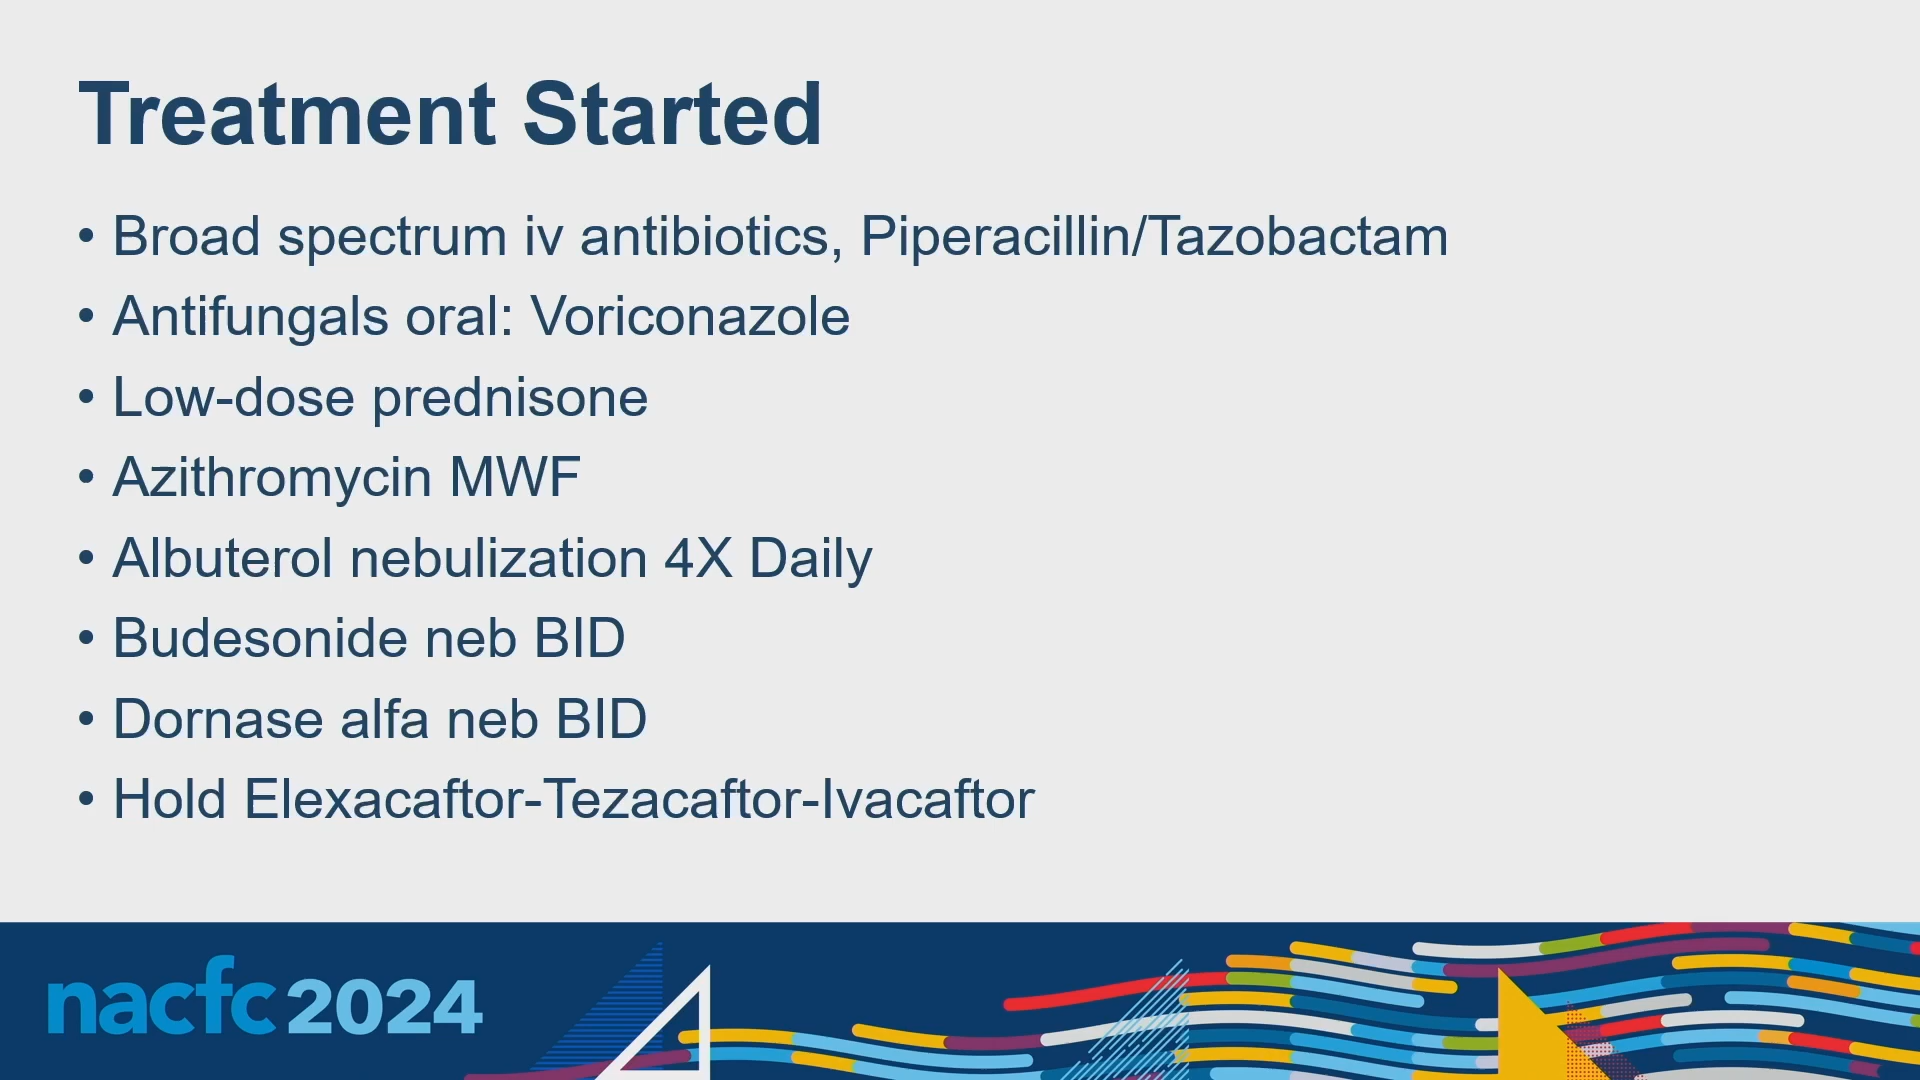 Treatment Started
• Broad spectrum iv antibiotics, Piperacillin/Tazobactam
• Antifungals oral: Voriconazole
• Low-dose prednisone
• Azithromycin MWF
• Albuterol nebulization 4X Daily
• Budesonide neb BID
• Dornase alfa neb BID
• Hold Elexacaftor-Tezacaftor-Ivacaftor
nacfc 2024